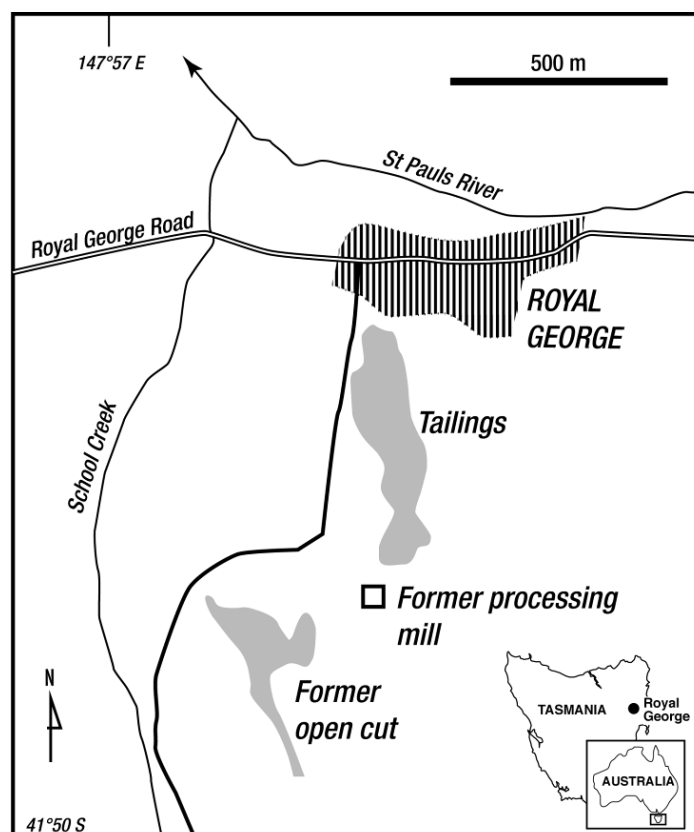 147°57 E
500 m
St Pauls River
Royal George Road
ROYAL
GEORGE
School Creek
Tailings
Former processing
mill
N
Former
open cut
TASMANIA
Royal
George
AUSTRALIA
41°50 S